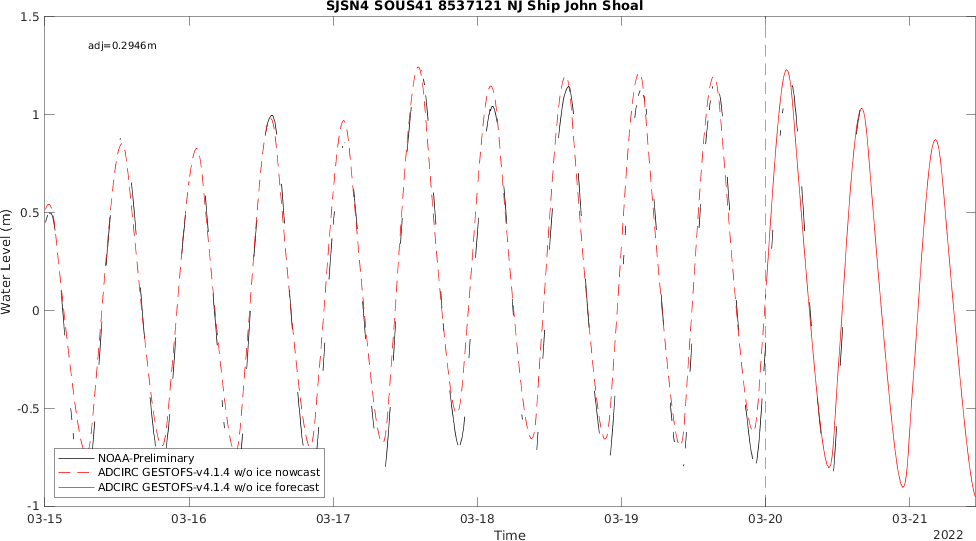 SJSN4 SOUS41 8537121 NJ Ship John Shoal
adj=0.2946m
1.5
1
0.5
0
-0.5
-1
Water Level (m)
NOAA-Preliminary
ADCIRC GESTOFS-v4.1.4 w/o ice nowcast
ADCIRC GESTOFS-v4.1.4 w/o ice forecast
03-15
03-16
03-17
03-18
03-19
03-20
03-21
Time
2022